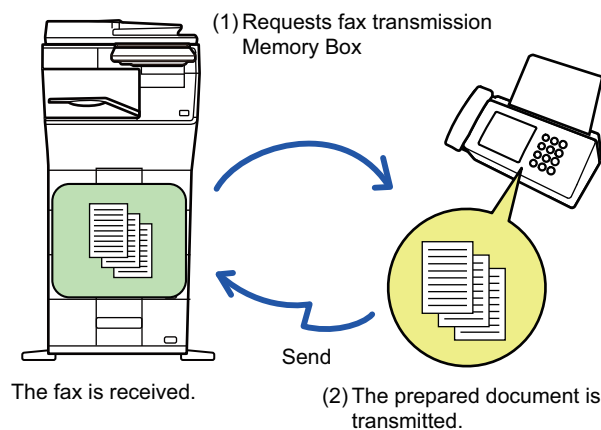 (1) Requests fax transmission
Memory Box
Send
The fax is received.
(2) The prepared document is
transmitted.